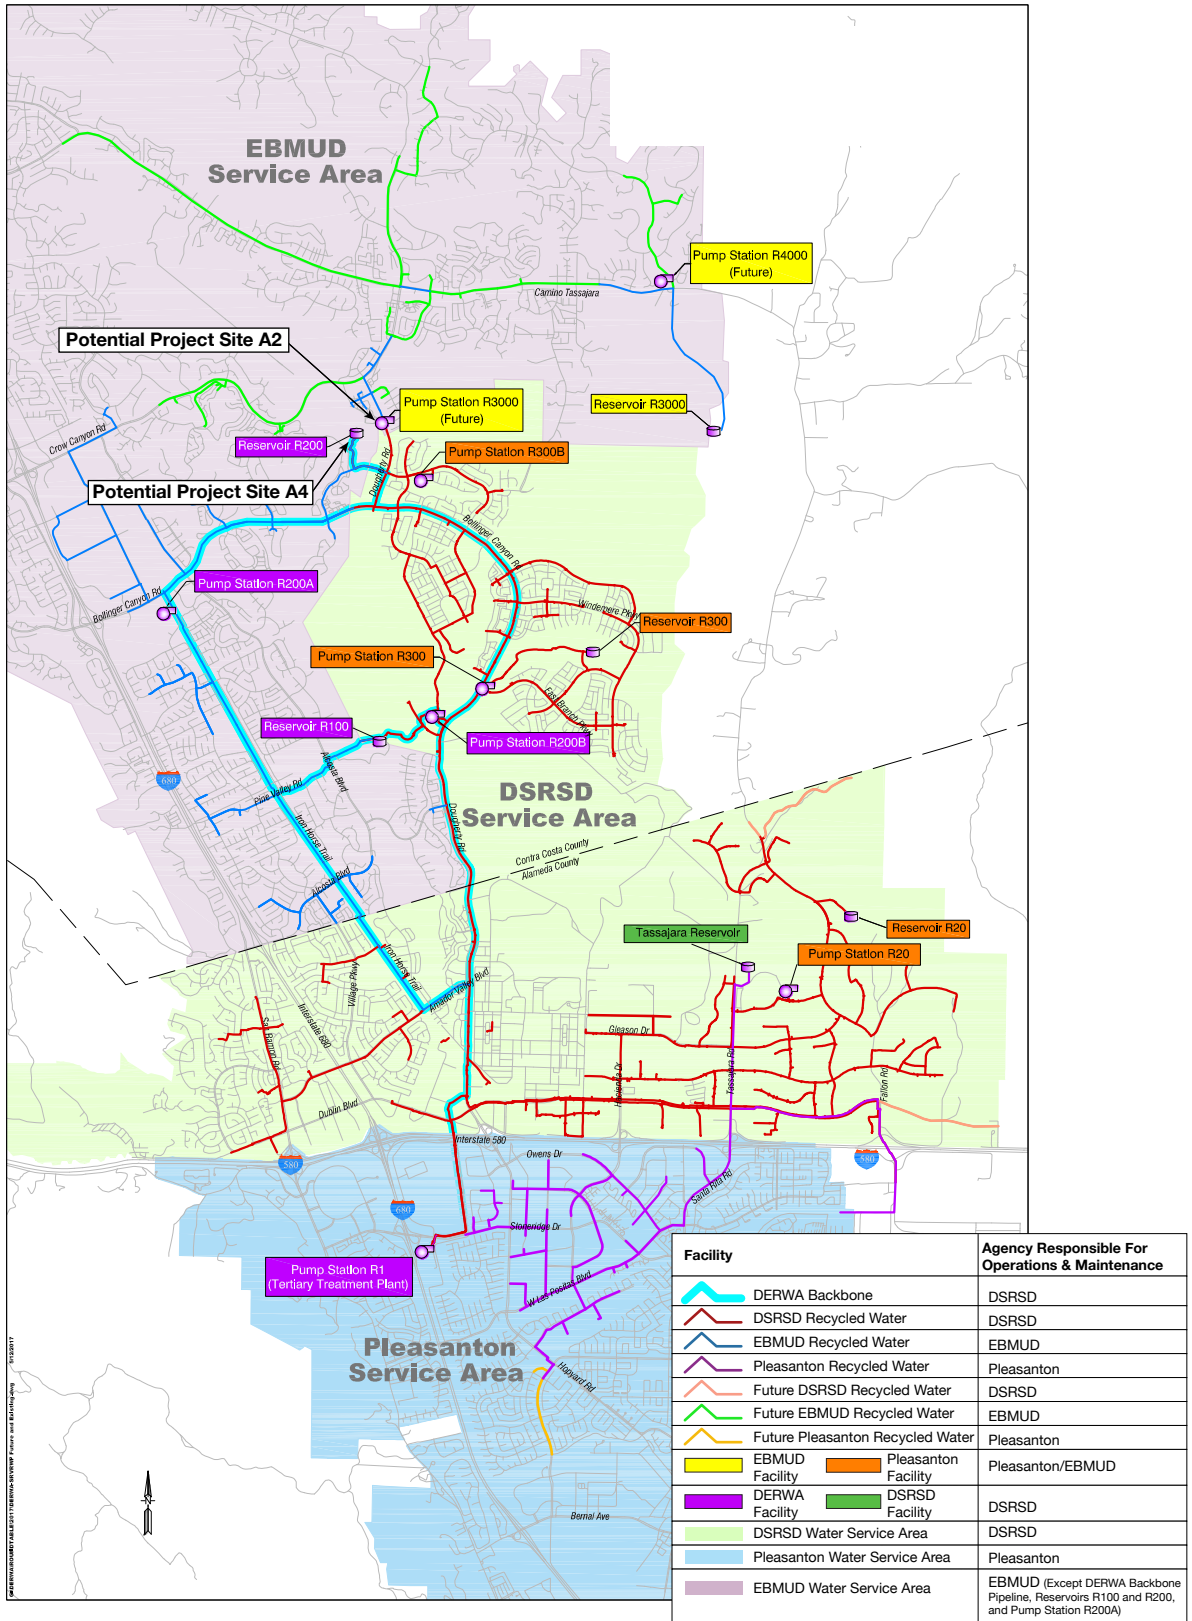 EBMUD
Service Area
Pump Station R4000
(Future)
Camino Tassajara
Potential Project Site A2
Pump Station R3000
(Future)
Reservoir R3000
Crow Canyon Rd
Reservoir R200
Dougherty Rd
Pump Station R300B
Potential Project Site A4
Bollinger Canyon Rd
Pump Station R200A
Bollinger Canyon Rd
Windemere Pkwy
Reservoir R300
Pump Station R300
East Branch Pkwy
Reservoir R100
Pump Station R200B
Alcosta Blvd
680
Pine Valley Rd
DSRSD
Service Area
Iron Horse Trail
Dougherty Rd
Contra Costa County
Alameda County
Alcosta Blvd
Reservoir R20
Tassajara Reservoir
Pump Station R20
Iron Horse Trail
Village Pkwy
Amador Valley Blvd
Interstate 680
San Ramon Rd
Gleason Dr
Hacienda Dr
Tassajara Rd
Fallon Rd
Dublin Blvd
Interstate 580
Owens Dr
580
580
Santa Rita Rd
680
Stoneridge Dr
Pump Station R1
(Tertiary Treatment Plant)
W Las Positas Blvd
Pleasanton
Service Area
Hopyard Rd
Bernal Ave
N
Facility
Agency Responsible For
Operations & Maintenance
DERWA Backbone
DSRSD
DSRSD Recycled Water
DSRSD
EBMUD Recycled Water
EBMUD
Pleasanton Recycled Water
Pleasanton
Future DSRSD Recycled Water
DSRSD
Future EBMUD Recycled Water
EBMUD
Future Pleasanton Recycled Water
Pleasanton
EBMUD
Facility
Pleasanton
Facility
Pleasanton/EBMUD
DERWA
Facility
DSRSD
Facility
DSRSD
DSRSD Water Service Area
DSRSD
Pleasanton Water Service Area
Pleasanton
EBMUD Water Service Area
EBMUD (Except DERWA Backbone
Pipeline, Reservoirs R100 and R200,
and Pump Station R200A)
5/12/2017